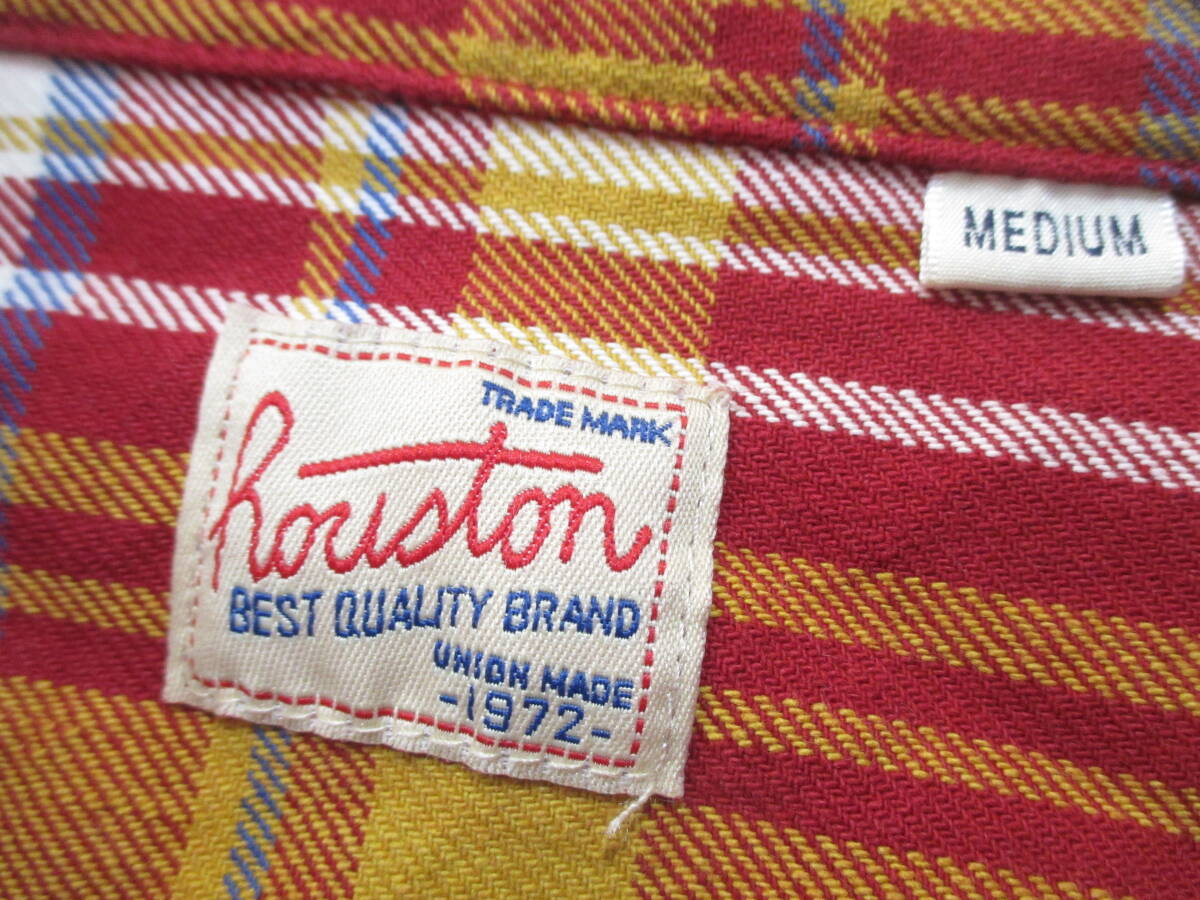 MEDIUM
TRADE MARK
houston
BEST QUALITY BRAND
UNION MADE
-1972-